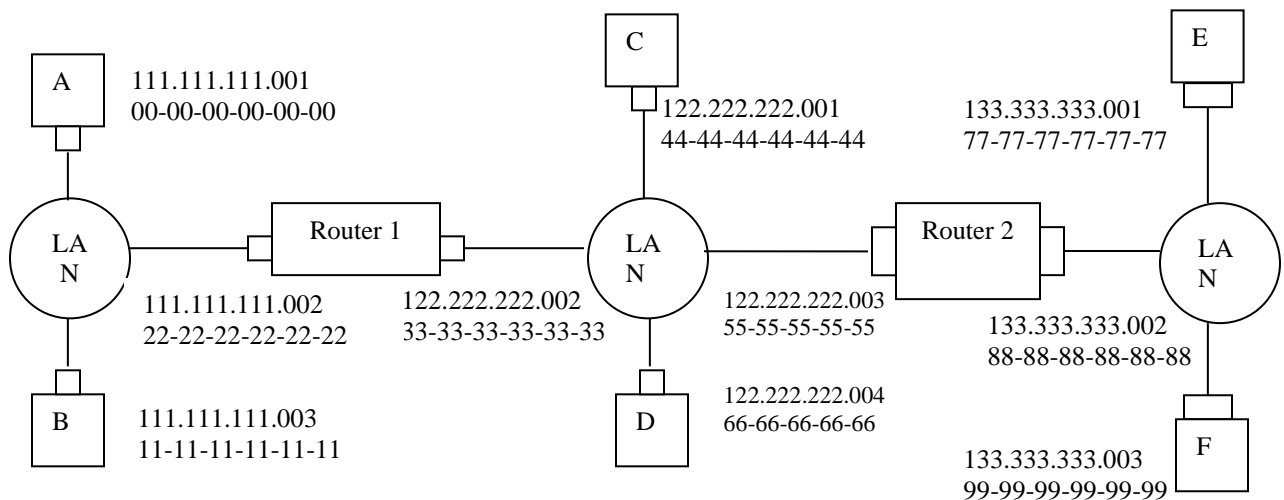 A
111.111.111.001
00-00-00-00-00-00
C
122.222.222.001
44-44-44-44-44-44
E
133.333.333.001
77-77-77-77-77-77
LA
N
Router 1
LA
N
Router 2
LA
N
111.111.111.002
22-22-22-22-22-22
122.222.222.002
33-33-33-33-33-33
122.222.222.003
55-55-55-55-55
133.333.333.002
88-88-88-88-88-88
B
111.111.111.003
11-11-11-11-11-11
D
122.222.222.004
66-66-66-66-66
F
133.333.333.003
99-99-99-99-99-99